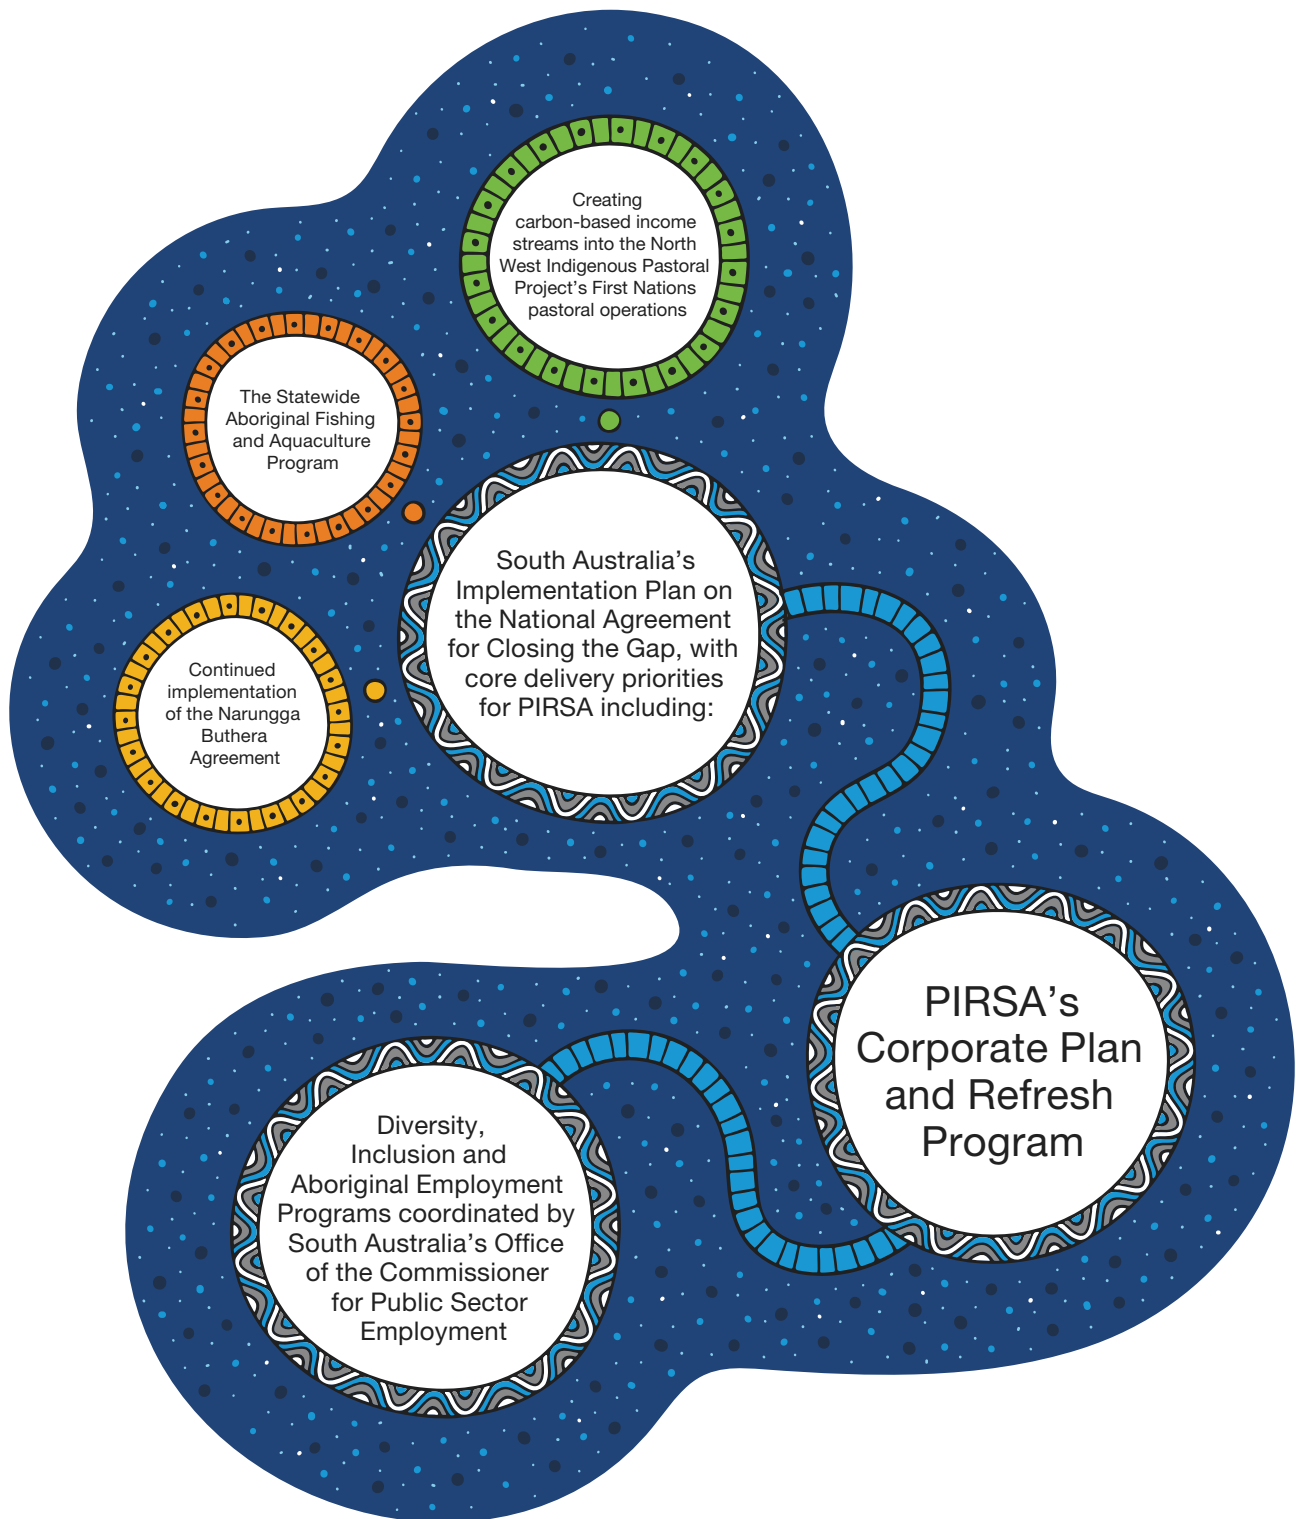 Creating
carbon-based income
streams into the North
West Indigenous Pastoral
Project’s First Nations
pastoral operations
The Statewide
Aboriginal Fishing
and Aquaculture
Program
South Australia’s
Implementation Plan on
the National Agreement
for Closing the Gap, with
core delivery priorities
for PIRSA including:
Continued
implementation
of the Narungga
Buthera
Agreement
PIRSA’s
Corporate Plan
and Refresh
Program
Diversity,
Inclusion and
Aboriginal Employment
Programs coordinated by
South Australia’s Office
of the Commissioner
for Public Sector
Employment